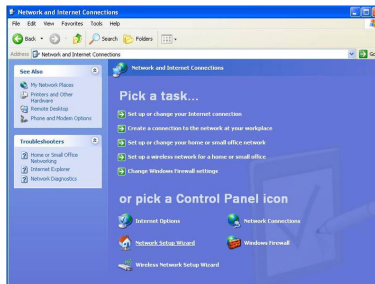 Network and Internet Connections
File Edit View Favorites Tools Help
Back Search Folders
Address Network and Internet Connections Go
See Also
My Network Places
Printers and Other
Hardware
Remote Desktop
Phone and Modem Options
Troubleshooters
Home or Small Office
Networking
Internet Explorer
Network Diagnostics
Network and Internet Connections
Pick a task...
Set up or change your Internet connection
Create a connection to the network at your workplace
Set up or change your home or small office network
Set up a wireless network for a home or small office
Change Windows Firewall settings
or pick a Control Panel icon
Internet Options
Network Connections
Network Setup Wizard
Windows Firewall
Wireless Network Setup Wizard